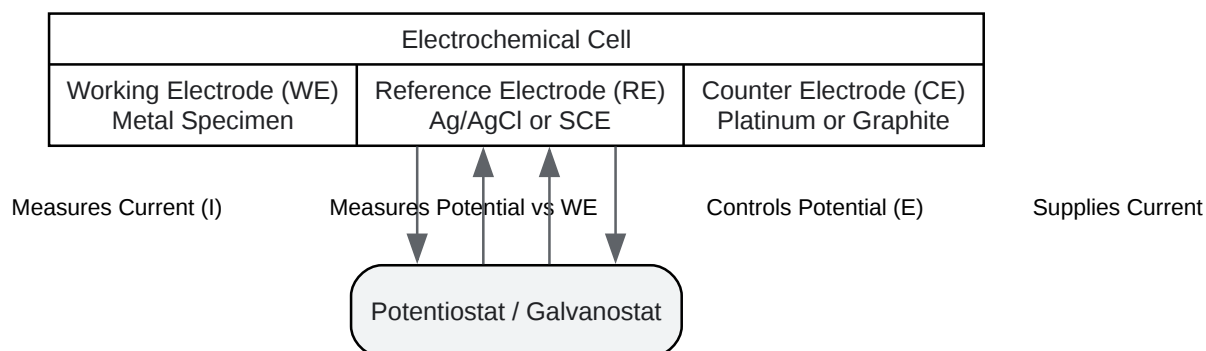 Electrochemical Cell
Working Electrode (WE)
Metal Specimen
Reference Electrode (RE)
Ag/AgCl or SCE
Counter Electrode (CE)
Platinum or Graphite
Measures Current (I)
Measures Potential vs WE
Controls Potential (E)
Supplies Current
Potentiostat / Galvanostat